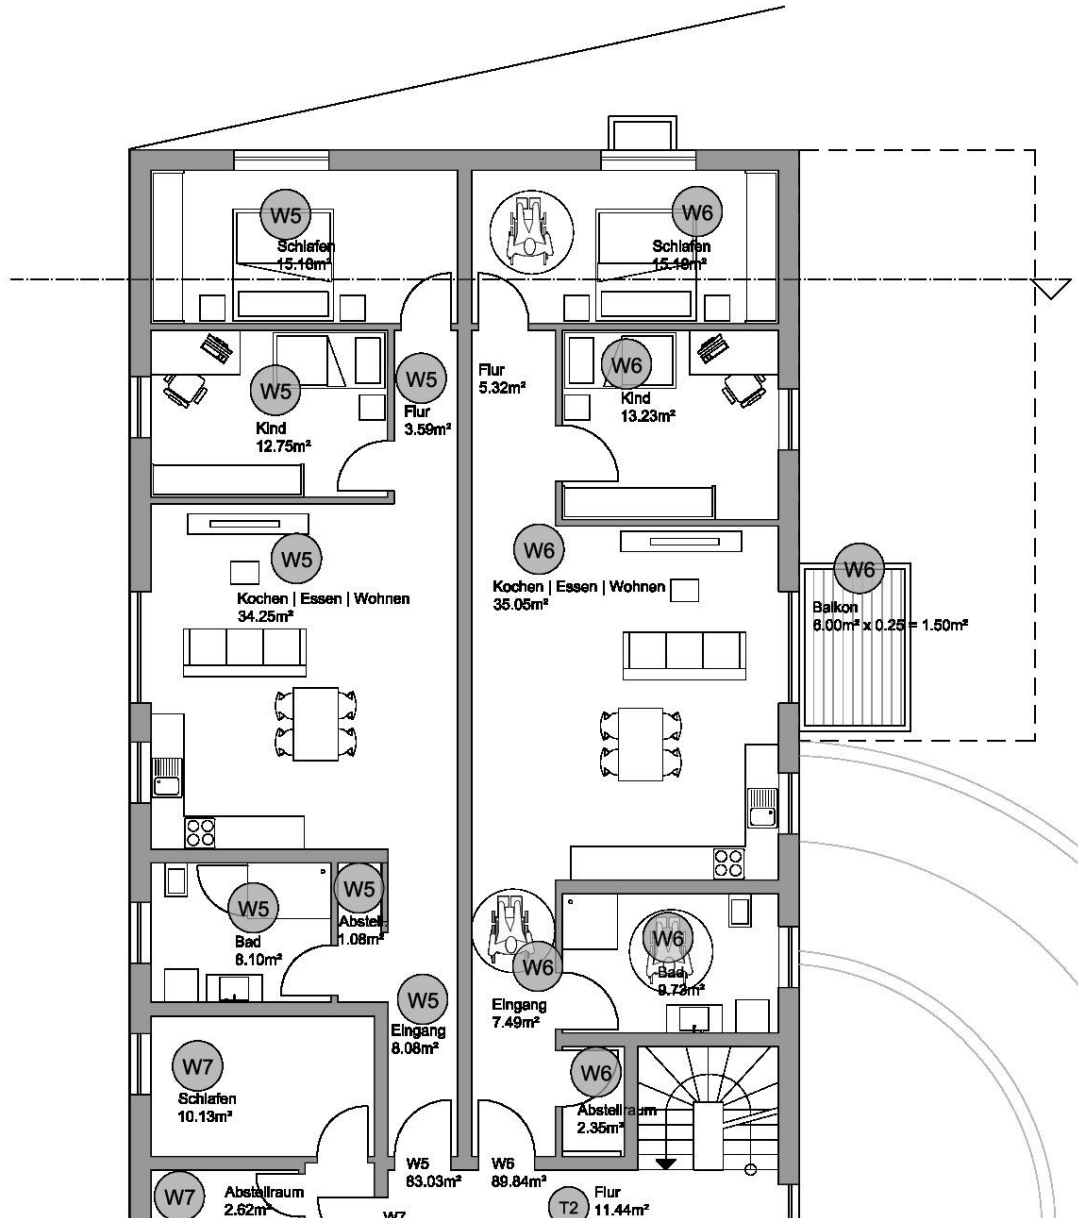 W5
Schlafen
15.18m²
W6
Schlafen
15.18m²
W5
Kind
12.75m²
W5
Flur
3.59m²
Flur
5.32m²
W6
Kind
13.23m²
W5
Kochen | Essen | Wohnen
34.25m²
W6
Kochen | Essen | Wohnen
35.05m²
W6
Balkon
6.00m² x 0.25 = 1.50m²
W5
Bad
8.10m²
W5
Abstell
1.08m²
W5
Eingang
8.08m²
W6
Eingang
7.49m²
W6
Bad
9.72m²
W7
Schlafen
10.13m²
W6
Abstellraum
2.35m²
W5
83.03m²
W6
89.84m²
W7
Abstellraum
2.62m²
W7
T2
Flur
11.44m²